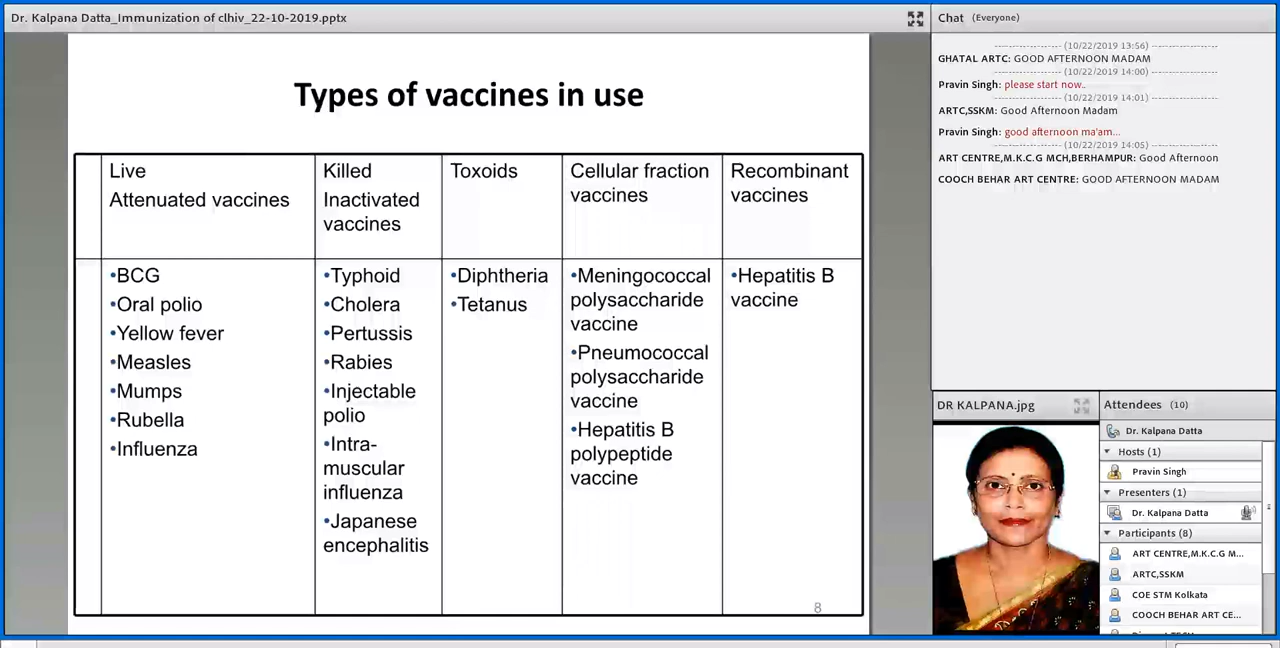 Dr. Kalpana Datta_Immunization of clhiv_22-10-2019.pptx
Types of vaccines in use
Live
Attenuated vaccines
Killed
Inactivated
vaccines
Toxoids
Cellular fraction
vaccines
Recombinant
vaccines
•BCG
•Oral polio
•Yellow fever
•Measles
•Mumps
•Rubella
•Influenza
•Typhoid
•Cholera
•Pertussis
•Rabies
•Injectable
polio
•Intra-
muscular
influenza
•Japanese
encephalitis
•Diphtheria
•Tetanus
•Meningococcal
polysaccharide
vaccine
•Pneumococcal
polysaccharide
vaccine
•Hepatitis B
polypeptide
vaccine
•Hepatitis B
vaccine
8
Chat (Everyone)
------------------ (10/22/2019 13:56) ------------------
GHATAL ARTC: GOOD AFTERNOON MADAM
------------------ (10/22/2019 14:00) ------------------
Pravin Singh: please start now..
------------------ (10/22/2019 14:01) ------------------
ARTC,SSKM: Good Afternoon Madam
Pravin Singh: good afternoon ma'am...
------------------ (10/22/2019 14:05) ------------------
ART CENTRE,M.K.C.G MCH,BERHAMPUR: Good Afternoon
COOCH BEHAR ART CENTRE: GOOD AFTERNOON MADAM
DR KALPANA.jpg
Attendees (10)
Dr. Kalpana Datta
Hosts (1)
Pravin Singh
Presenters (1)
Dr. Kalpana Datta
Participants (8)
ART CENTRE,M.K.C.G M...
ARTC,SSKM
COE STM Kolkata
COOCH BEHAR ART CE...